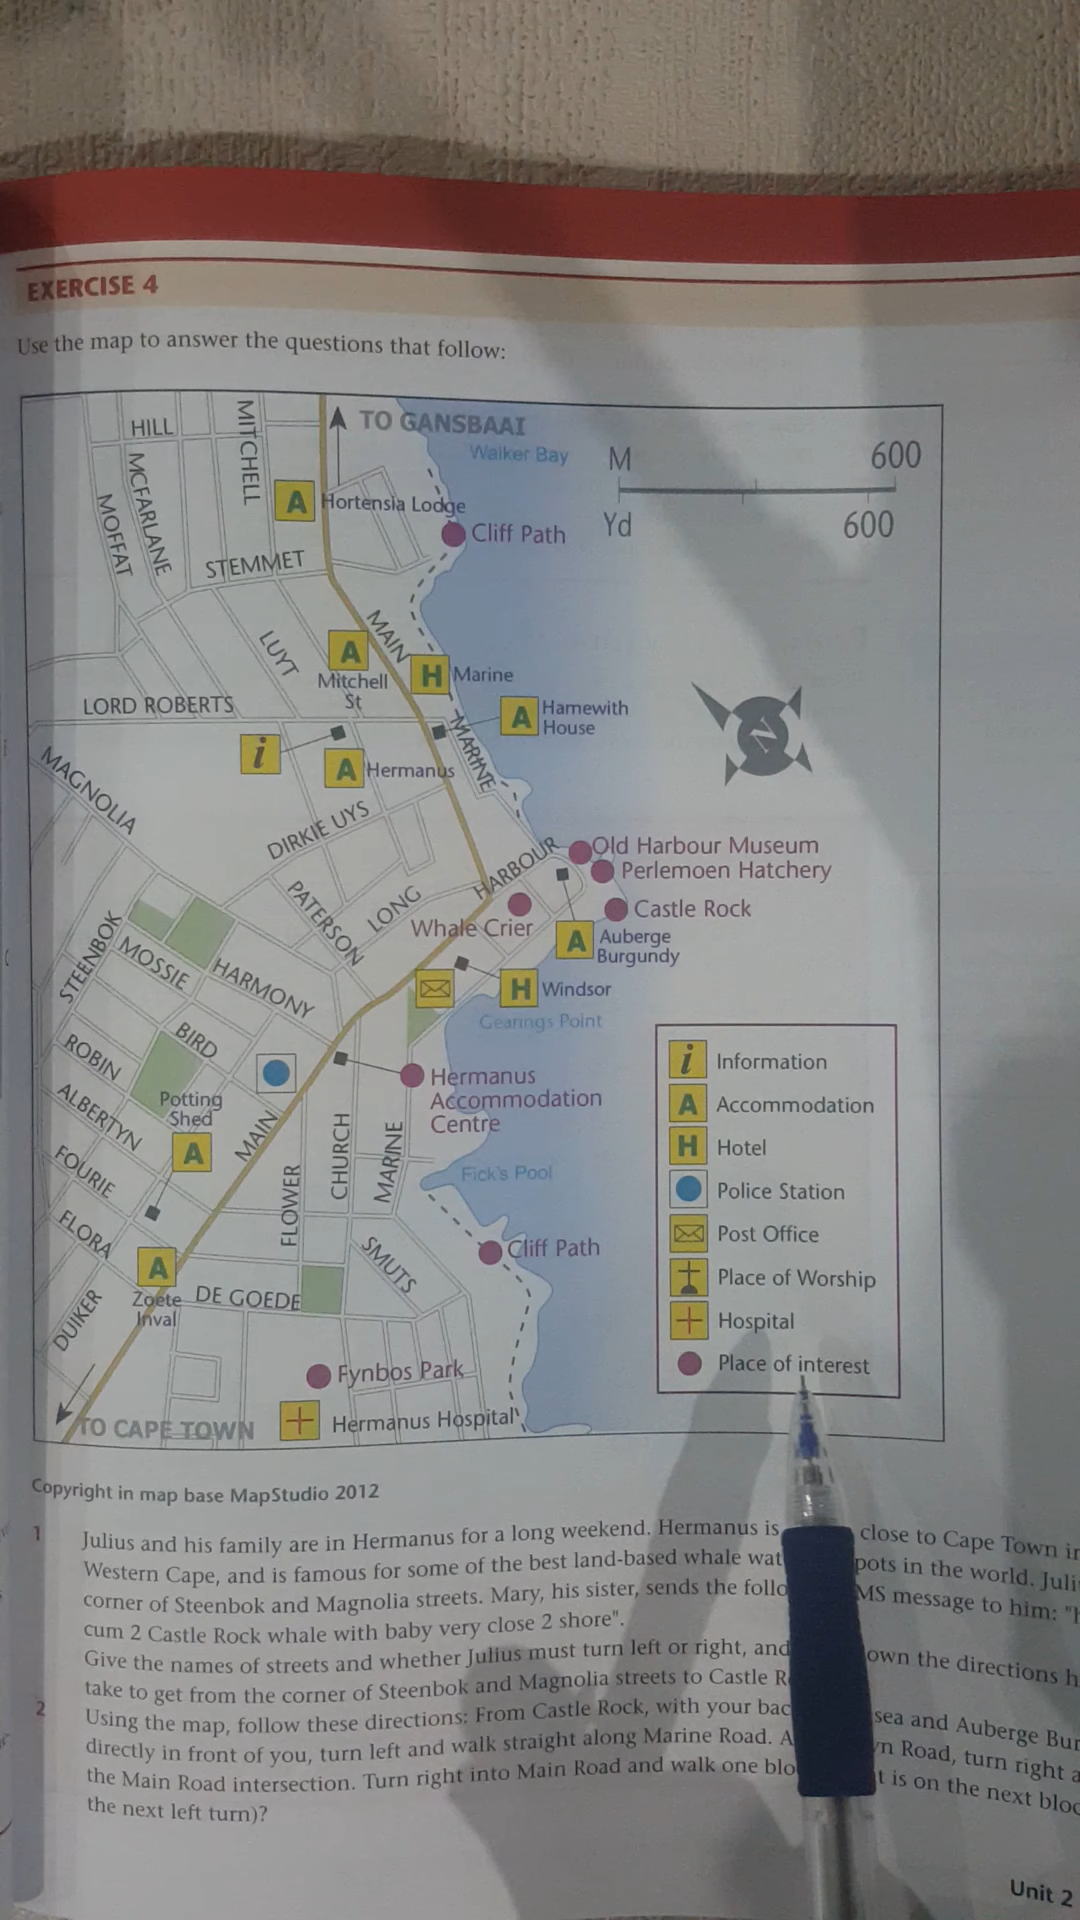 EXERCISE 4
Use the map to answer the questions that follow:
TO GANSBAAI
HILL
MITCHELL
Walker Bay
M 600
Yd 600
MCFARLANE
MOFFAT
A Hortensia Lodge
Cliff Path
STEMMET
MAIN
LUYT
A
Mitchell
St
H Marine
LORD ROBERTS
A Hamewith
House
MARINE
i
A Hermanus
N
MAGNOLIA
DIRKIE UYS
HARBOUR
Old Harbour Museum
Perlemoen Hatchery
PATERSON
LONG
Castle Rock
Whale Crier
A Auberge
Burgundy
STEENBOK
MOSSIE
HARMONY
H Windsor
Gearings Point
BIRD
ROBIN
Hermanus
Accommodation
Centre
ALBERTYN
Potting
Shed
A
MAIN
CHURCH
MARINE
FOURIE
Fick's Pool
FLOWER
FLORA
Cliff Path
SMUTS
A
Zoete
Inval
DE GOEDE
DUIKER
Fynbos Park
TO CAPE TOWN
Hermanus Hospital
i Information
A Accommodation
H Hotel
Police Station
Post Office
Place of Worship
Hospital
Place of interest
Copyright in map base MapStudio 2012
1 Julius and his family are in Hermanus for a long weekend. Hermanus is close to Cape Town in
Western Cape, and is famous for some of the best land-based whale wat pots in the world. Juli
corner of Steenbok and Magnolia streets. Mary, his sister, sends the follo MS message to him: "
cum 2 Castle Rock whale with baby very close 2 shore".
Give the names of streets and whether Julius must turn left or right, and own the directions h
take to get from the corner of Steenbok and Magnolia streets to Castle R
2 Using the map, follow these directions: From Castle Rock, with your bac sea and Auberge Bur
directly in front of you, turn left and walk straight along Marine Road. A yn Road, turn right a
the Main Road intersection. Turn right into Main Road and walk one blo t is on the next bloc
the next left turn)?
Unit 2